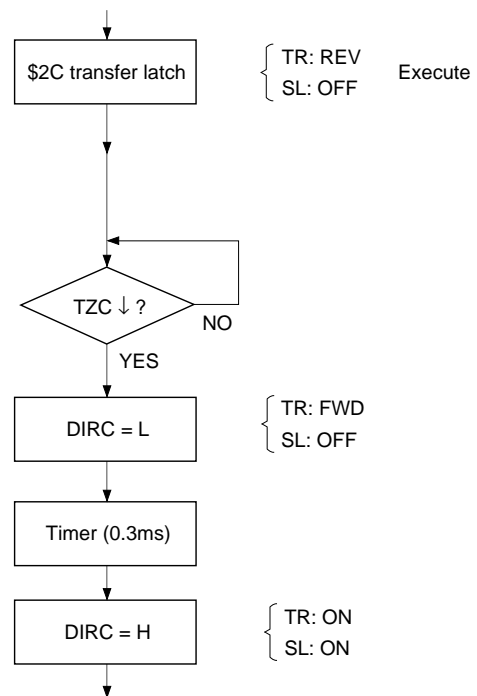 $2C transfer latch
TR: REV
SL: OFF
Execute
TZC ↓ ?
NO
YES
DIRC = L
TR: FWD
SL: OFF
Timer (0.3ms)
DIRC = H
TR: ON
SL: ON